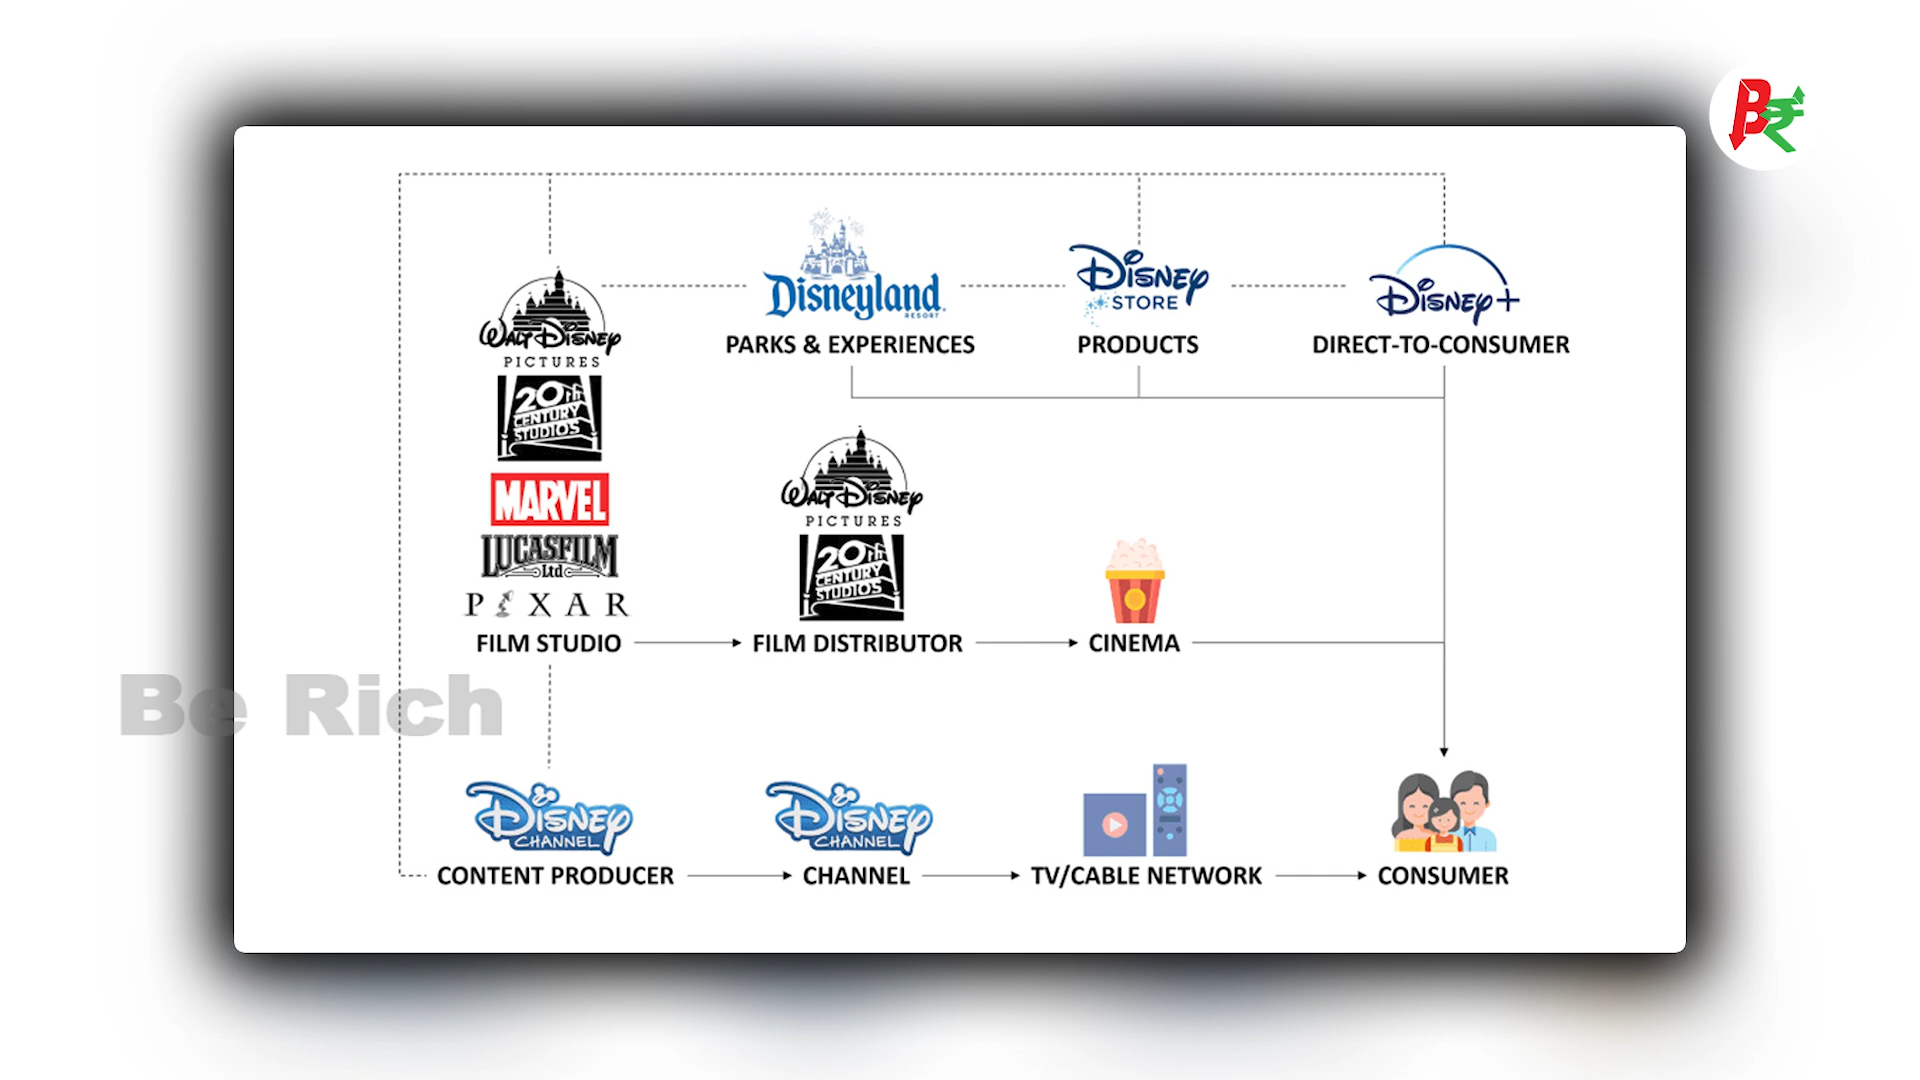 BR
Disneyland
RESORT
PARKS & EXPERIENCES
Disney
STORE
PRODUCTS
Disney+
DIRECT-TO-CONSUMER
WALT DISNEY
PICTURES
20th
CENTURY
STUDIOS
MARVEL
LUCASFILM
Ltd
PIXAR
FILM STUDIO
WALT DISNEY
PICTURES
20th
CENTURY
STUDIOS
FILM DISTRIBUTOR
CINEMA
Be Rich
Disney
CHANNEL
CONTENT PRODUCER
Disney
CHANNEL
CHANNEL
TV/CABLE NETWORK
CONSUMER